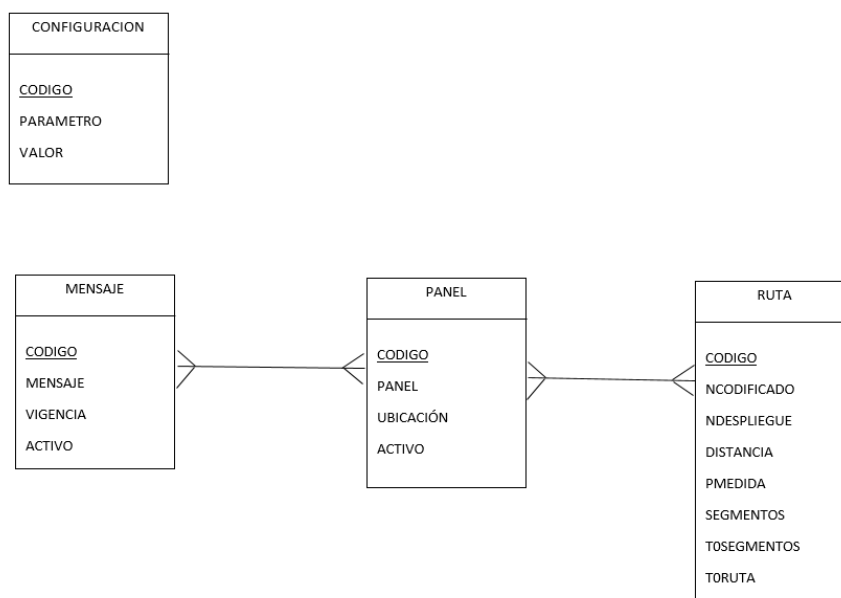 CONFIGURACION
CODIGO
PARAMETRO
VALOR
MENSAJE
CODIGO
MENSAJE
VIGENCIA
ACTIVO
PANEL
CODIGO
PANEL
UBICACIÓN
ACTIVO
RUTA
CODIGO
NCODIFICADO
NDESPLIEGUE
DISTANCIA
PMEDIDA
SEGMENTOS
T0SEGMENTOS
T0RUTA